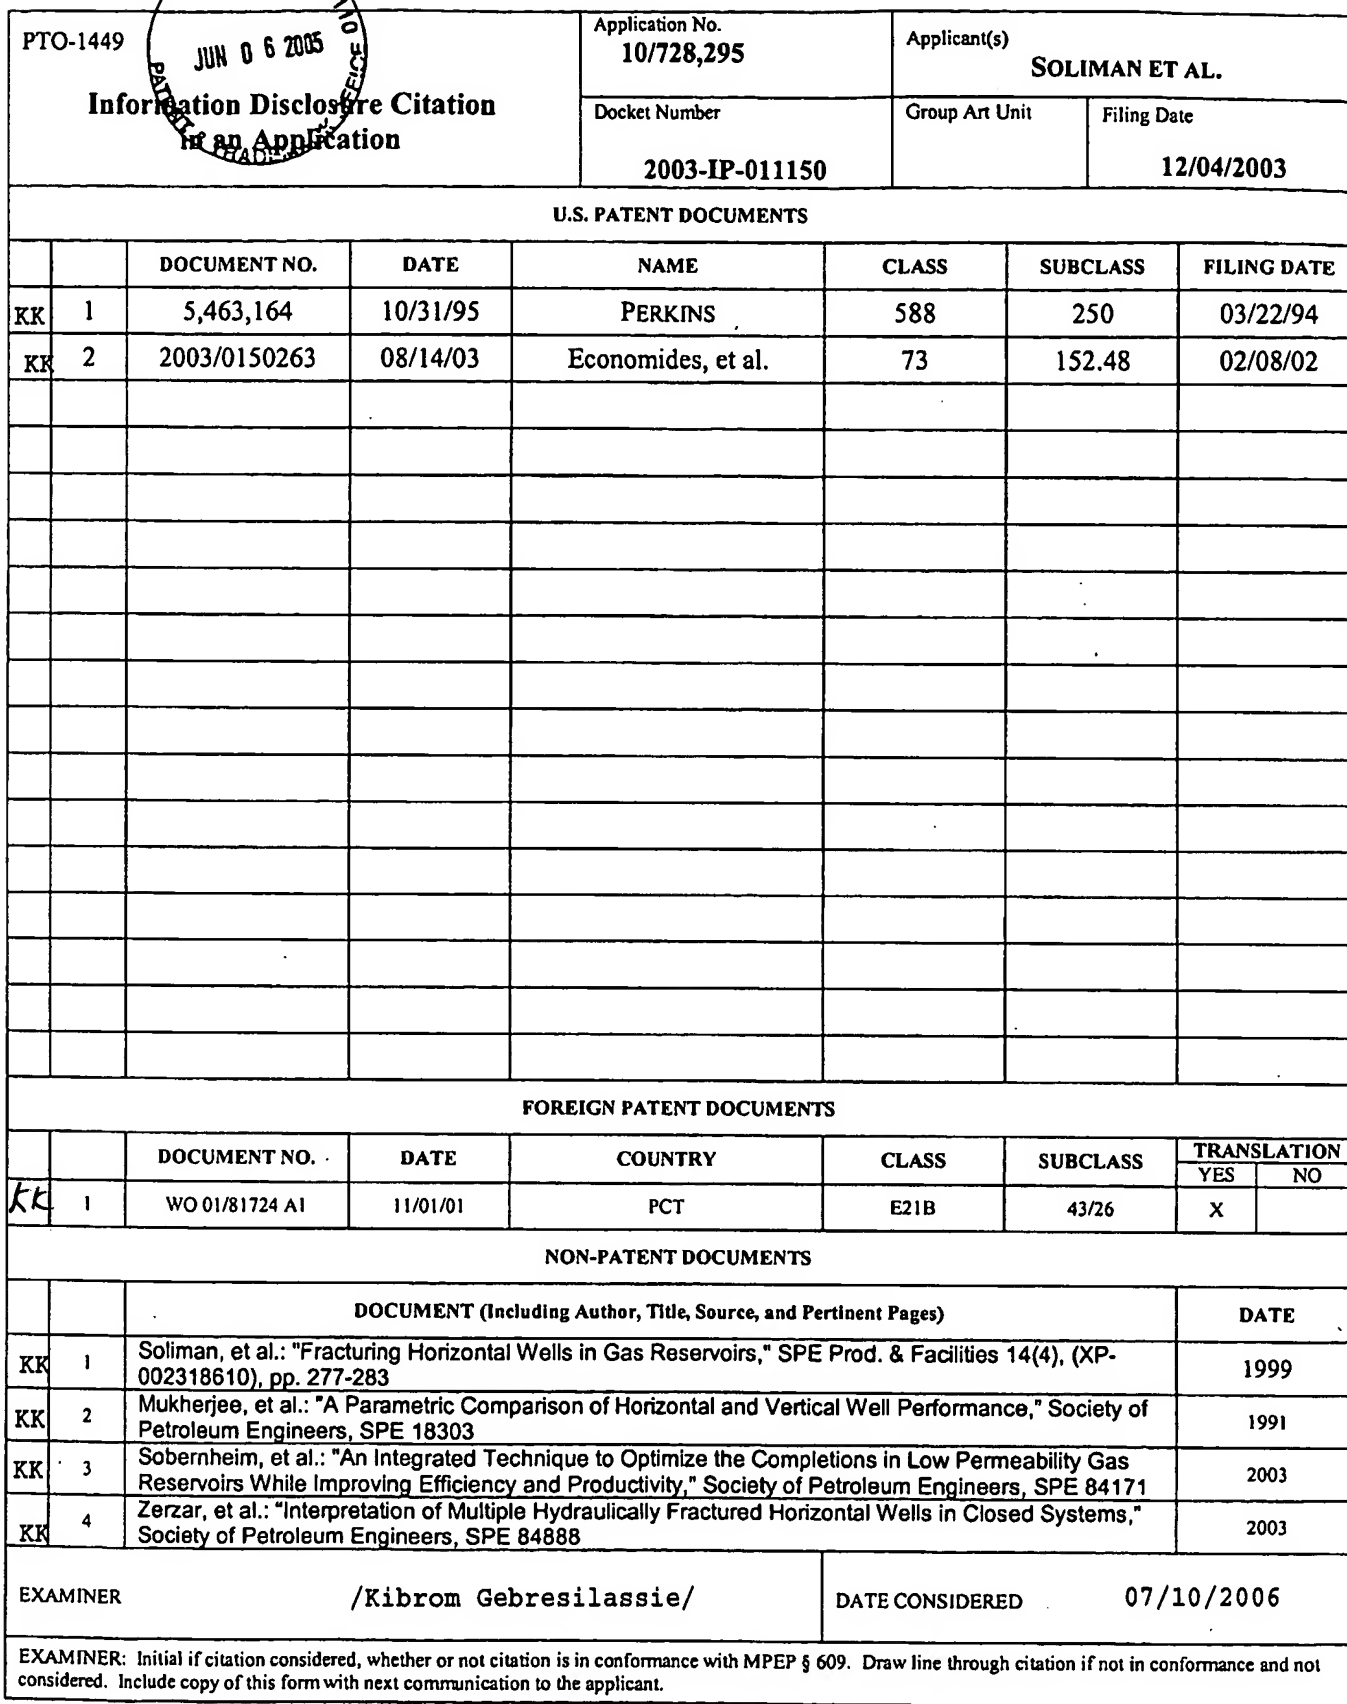 PTO-1449
JUN 0 6 2005
PATENT & TRADEMARK OFFICE
Information Disclosure Citation
in an Application
Application No.
10/728,295
Applicant(s)
SOLIMAN ET AL.
Docket Number
2003-IP-011150
Group Art Unit
Filing Date
12/04/2003
U.S. PATENT DOCUMENTS
DOCUMENT NO. DATE NAME CLASS SUBCLASS FILING DATE
KK 1 5,463,164 10/31/95 PERKINS 588 250 03/22/94
KK 2 2003/0150263 08/14/03 Economides, et al. 73 152.48 02/08/02
FOREIGN PATENT DOCUMENTS
DOCUMENT NO. DATE COUNTRY CLASS SUBCLASS TRANSLATION
YES NO
KK 1 WO 01/81724 A1 11/01/01 PCT E21B 43/26 X
NON-PATENT DOCUMENTS
DOCUMENT (Including Author, Title, Source, and Pertinent Pages) DATE
KK 1 Soliman, et al.: "Fracturing Horizontal Wells in Gas Reservoirs," SPE Prod. & Facilities 14(4), (XP-
002318610), pp. 277-283 1999
KK 2 Mukherjee, et al.: "A Parametric Comparison of Horizontal and Vertical Well Performance," Society of
Petroleum Engineers, SPE 18303 1991
KK 3 Sobernheim, et al.: "An Integrated Technique to Optimize the Completions in Low Permeability Gas
Reservoirs While Improving Efficiency and Productivity," Society of Petroleum Engineers, SPE 84171 2003
KK 4 Zerzar, et al.: "Interpretation of Multiple Hydraulically Fractured Horizontal Wells in Closed Systems,"
Society of Petroleum Engineers, SPE 84888 2003
EXAMINER /Kibrom Gebresilassie/ DATE CONSIDERED 07/10/2006
EXAMINER: Initial if citation considered, whether or not citation is in conformance with MPEP § 609. Draw line through citation if not in conformance and not
considered. Include copy of this form with next communication to the applicant.